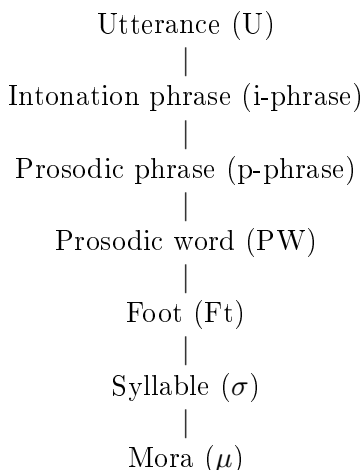 Utterance (U)
Intonation phrase (i-phrase)
Prosodic phrase (p-phrase)
Prosodic word (PW)
Foot (Ft)
Syllable (σ)
Mora (μ)